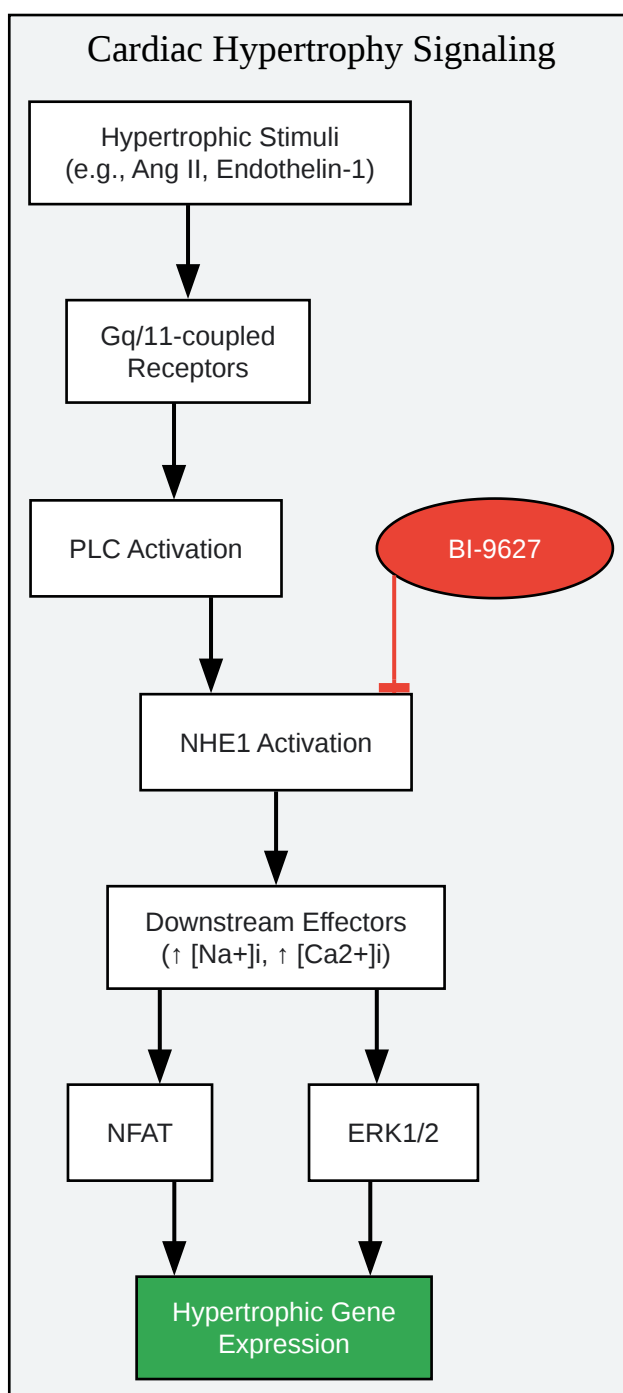 Cardiac Hypertrophy Signaling
Hypertrophic Stimuli
(e.g., Ang II, Endothelin-1)
Gq/11-coupled
Receptors
PLC Activation
BI-9627
NHE1 Activation
Downstream Effectors
(↑ [Na+]i, ↑ [Ca2+]i)
NFAT
ERK1/2
Hypertrophic Gene
Expression